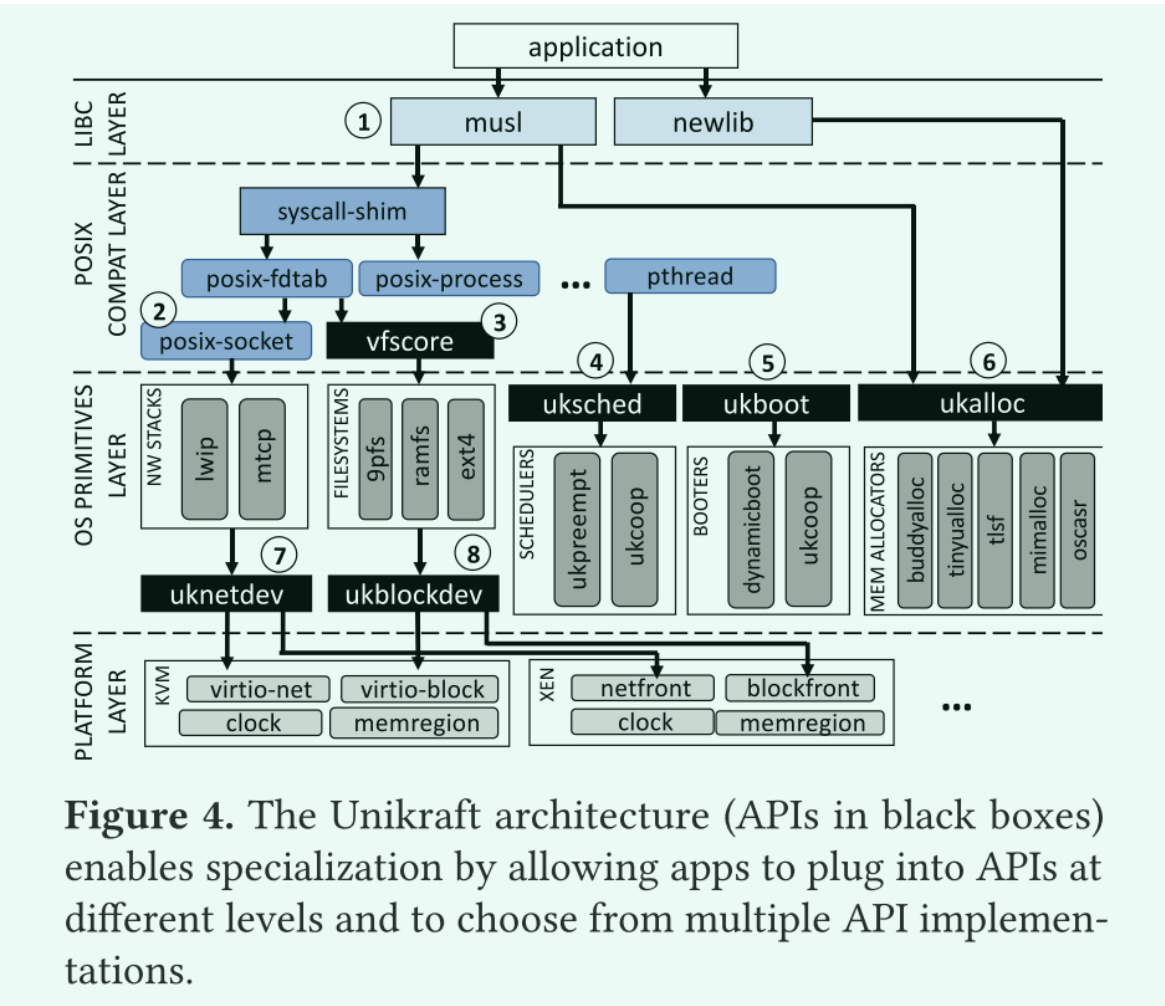 application
LIBC
LAYER
1
musl
newlib
POSIX
COMPAT LAYER
syscall-shim
posix-fdtab
posix-process
...
pthread
2
posix-socket
3
vfscore
OS PRIMITIVES
LAYER
NW STACKS
lwip
mtcp
FILESYSTEMS
9pfs
ramfs
ext4
4
uksched
SCHEDULERS
ukpreempt
ukcoop
5
ukboot
BOOTERS
dynamicboot
ukcoop
6
ukalloc
MEM ALLOCATORS
buddyalloc
tinyualloc
tlsf
mimalloc
oscasr
7
uknetdev
8
ukblockdev
PLATFORM
LAYER
KVM
virtio-net
virtio-block
clock
memregion
XEN
netfront
blockfront
clock
memregion
...
Figure 4. The Unikraft architecture (APIs in black boxes)
enables specialization by allowing apps to plug into APIs at
different levels and to choose from multiple API implemen-
tations.